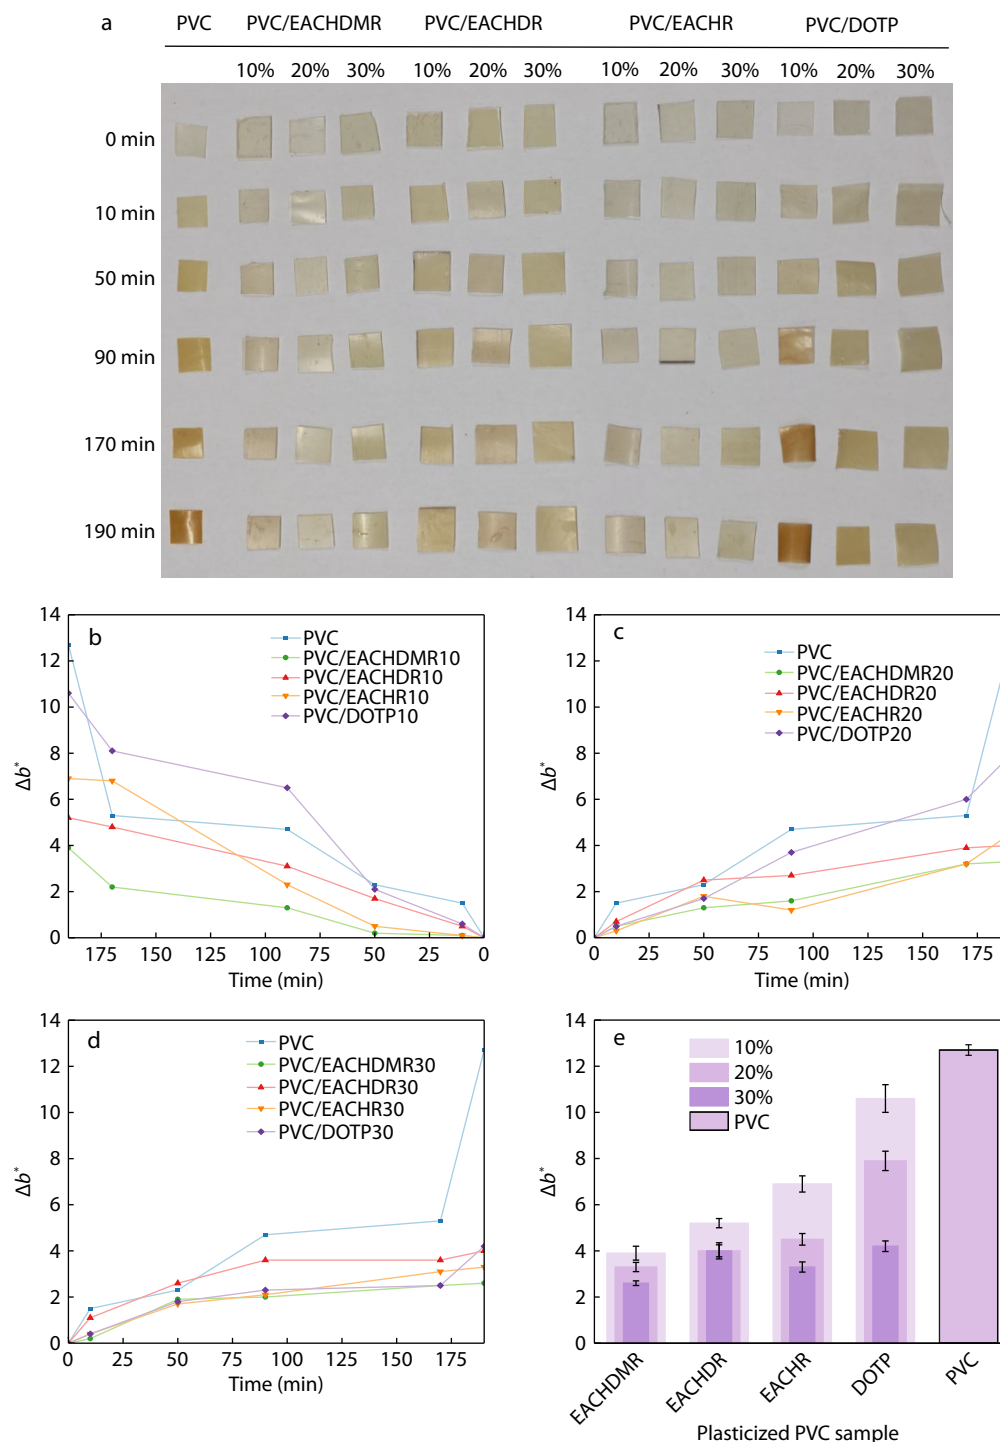 a PVC PVC/EACHDMR PVC/EACHDR PVC/EACHR PVC/DOTP
10% 20% 30% 10% 20% 30% 10% 20% 30% 10% 20% 30%
0 min
10 min
50 min
90 min
170 min
190 min
b
14
12
10
8
6
4
2
0
Δb*
PVC
PVC/EACHDMR10
PVC/EACHDR10
PVC/EACHR10
PVC/DOTP10
175 150 125 100 75 50 25 0
Time (min)
c
14
12
10
8
6
4
2
0
Δb*
PVC
PVC/EACHDMR20
PVC/EACHDR20
PVC/EACHR20
PVC/DOTP20
0 25 50 75 100 125 150 175
Time (min)
d
14
12
10
8
6
4
2
0
Δb*
PVC
PVC/EACHDMR30
PVC/EACHDR30
PVC/EACHR30
PVC/DOTP30
0 25 50 75 100 125 150 175
Time (min)
e
14
12
10
8
6
4
2
0
Δb*
10%
20%
30%
PVC
EACHDMR EACHDR EACHR DOTP PVC
Plasticized PVC sample